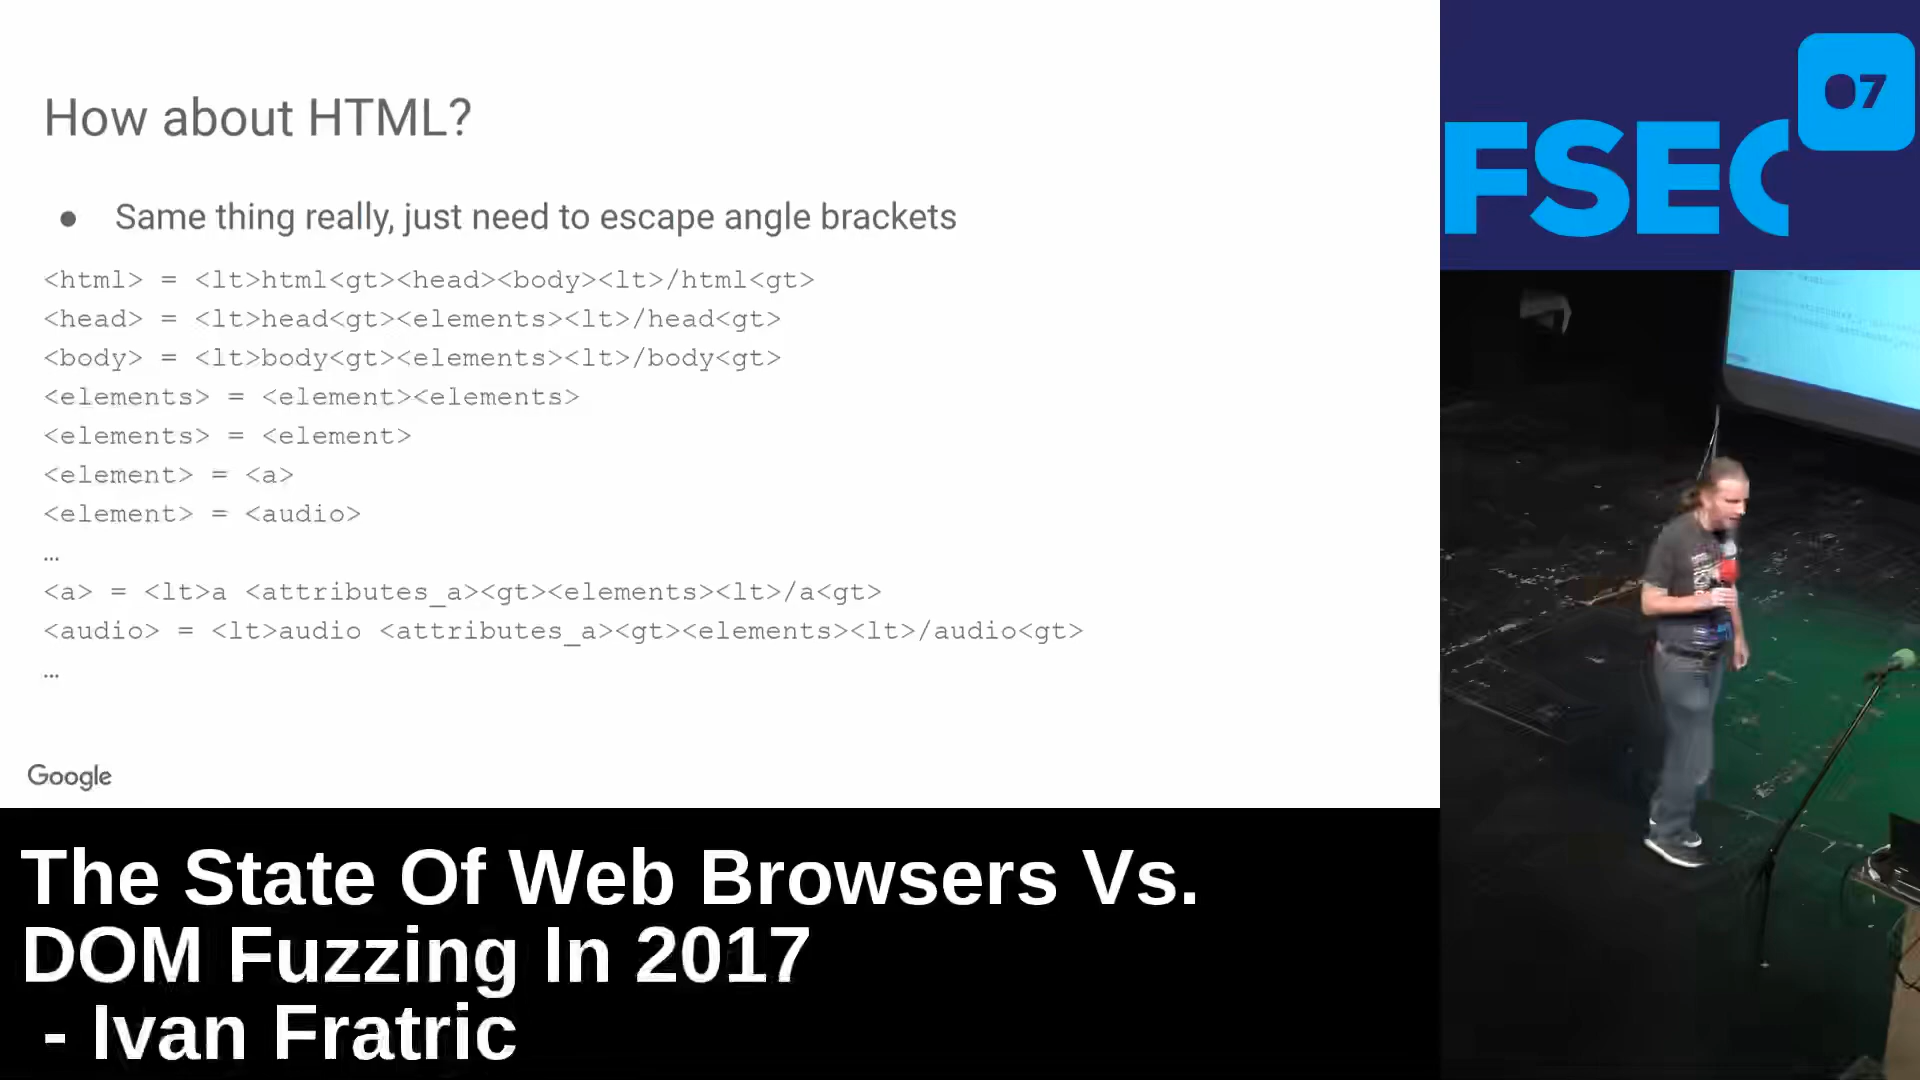 How about HTML?
● Same thing really, just need to escape angle brackets
<html> = <lt>html<gt><head><body><lt>/html<gt>
<head> = <lt>head<gt><elements><lt>/head<gt>
<body> = <lt>body<gt><elements><lt>/body<gt>
<elements> = <element><elements>
<elements> = <element>
<element> = <a>
<element> = <audio>
…
<a> = <lt>a <attributes_a><gt><elements><lt>/a<gt>
<audio> = <lt>audio <attributes_a><gt><elements><lt>/audio<gt>
…
Google
The State Of Web Browsers Vs.
DOM Fuzzing In 2017
- Ivan Fratric
FSEC
07